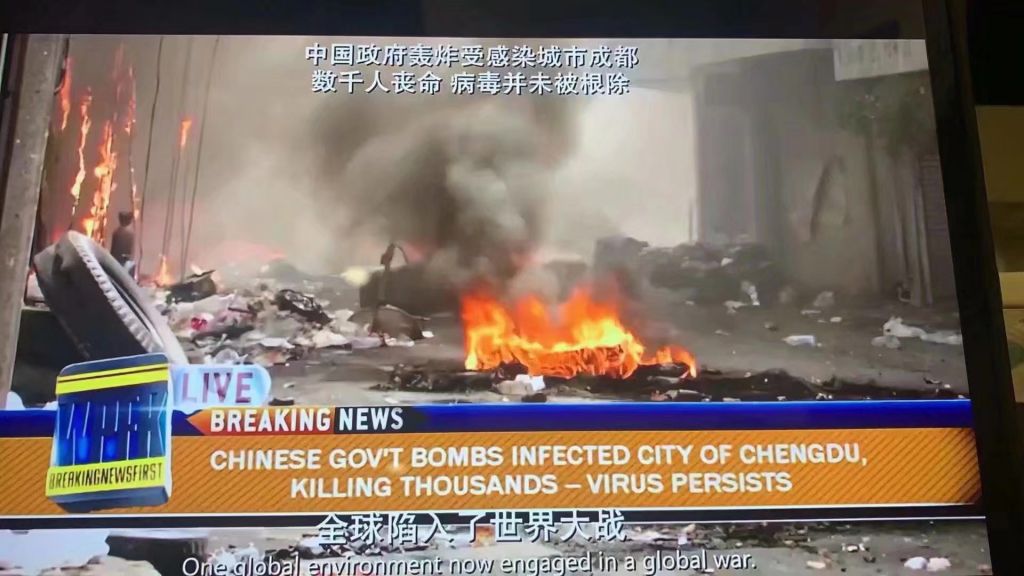 中国政府轰炸受感染城市成都
数千人丧命 病毒并未被根除
LIVE
BREAKING NEWS
BREAKINGNEWSFIRST
CHINESE GOV'T BOMBS INFECTED CITY OF CHENGDU,
KILLING THOUSANDS – VIRUS PERSISTS
全球陷入了世界大战
One global environment now engaged in a global war.